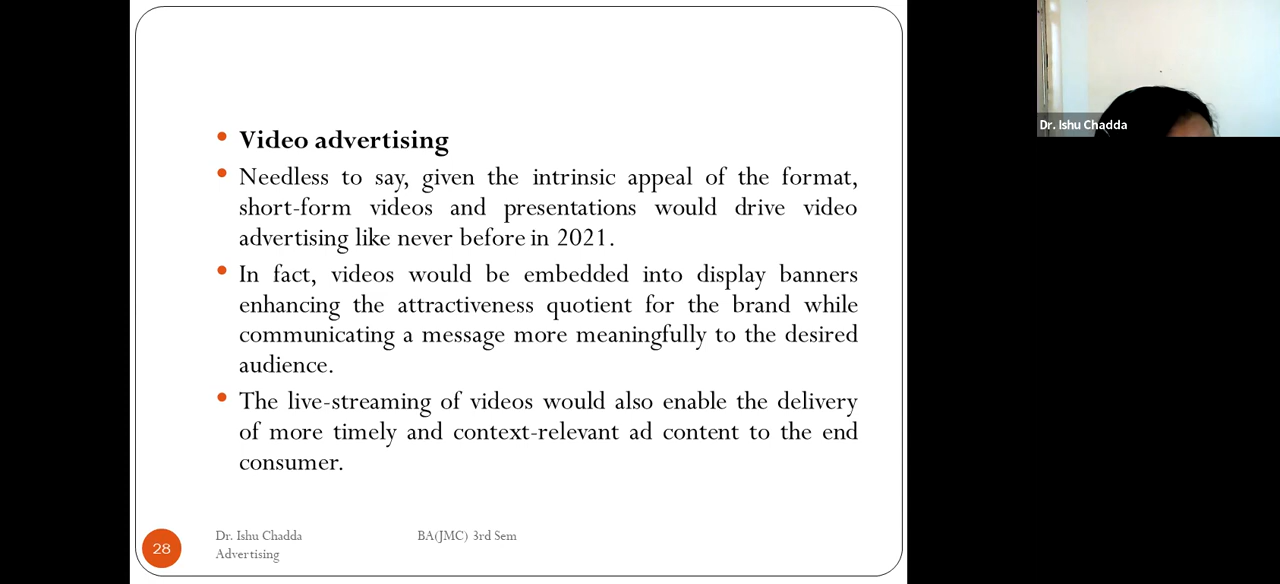 Video advertising
Needless to say, given the intrinsic appeal of the format,
short-form videos and presentations would drive video
advertising like never before in 2021.
In fact, videos would be embedded into display banners
enhancing the attractiveness quotient for the brand while
communicating a message more meaningfully to the desired
audience.
The live-streaming of videos would also enable the delivery
of more timely and context-relevant ad content to the end
consumer.
28
Dr. Ishu Chadda
Advertising
BA(JMC) 3rd Sem
Dr. Ishu Chadda